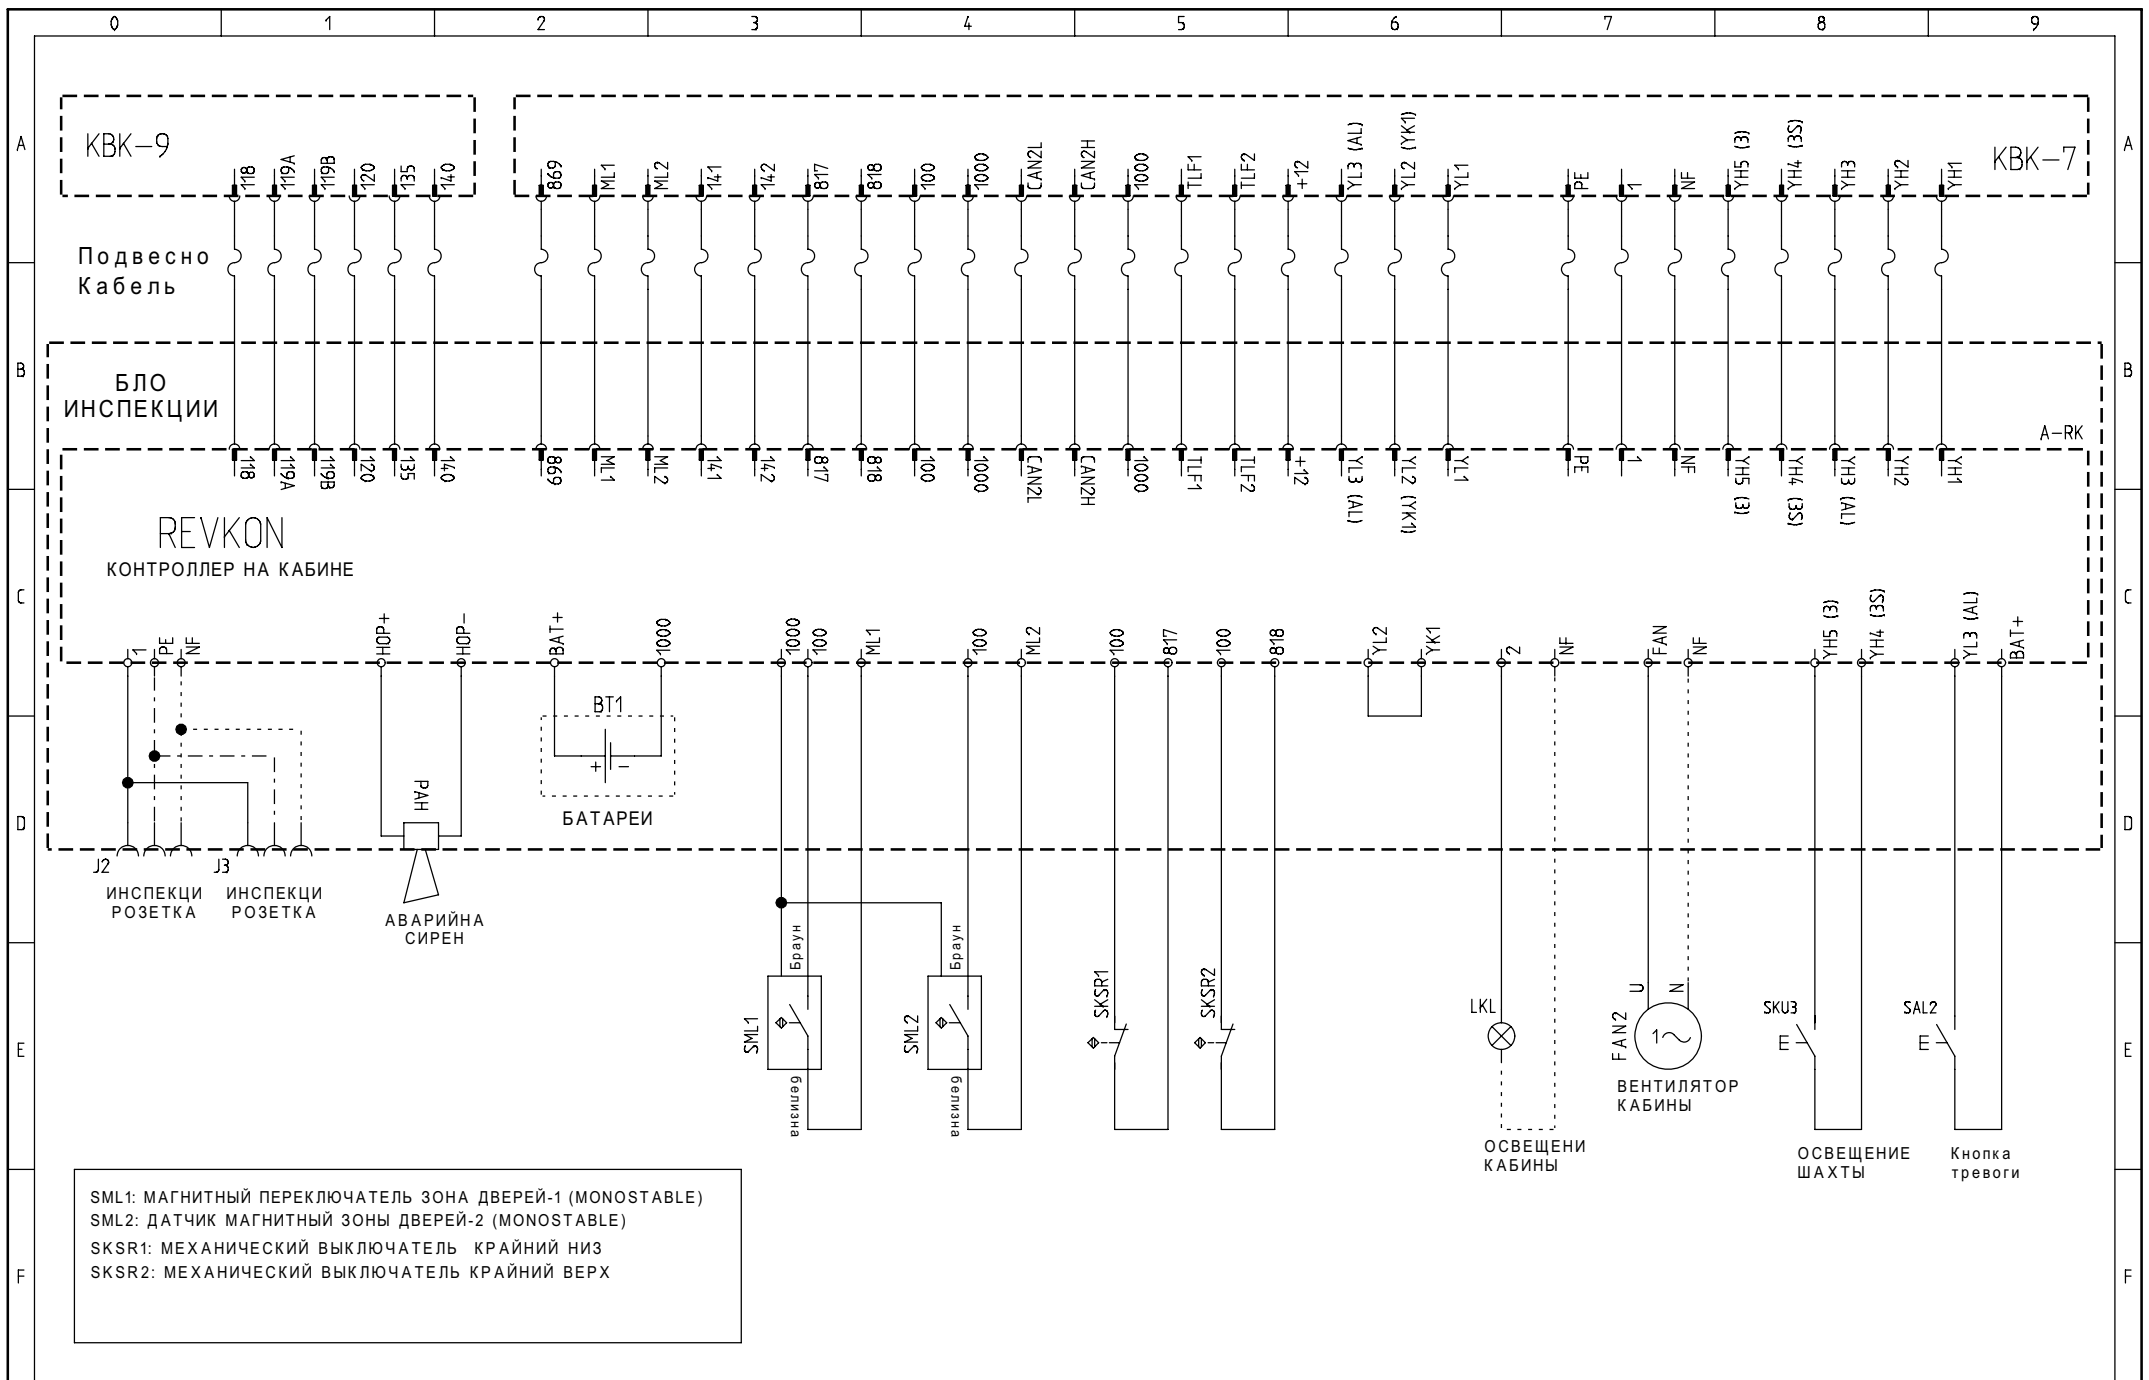 0 1 2 3 4 5 6 7 8 9
A A
KBK-9
118 119A 119B 120 135 140
869 ML1 ML2 141 142 817 818 100 1000 CAN2L CAN2H 1000 TLF1 TLF2 +12 YL3 (AL) YL2 (YK1) YL1 PE 1 NF YH5 (3) YH4 (3S) YH3 YH2 YH1
KBK-7
Подвесно
Кабель
B B
БЛО
ИНСПЕКЦИИ
A-RK
118 119A 119B 120 135 140 869 ML1 ML2 141 142 817 818 100 1000 CAN2L CAN2H 1000 TLF1 TLF2 +12 YL3 (AL) YL2 (YK1) YL1 PE 1 NF YH5 (3) YH4 (3S) YH3 (AL) YH2 YH1
REVKON
КОНТРОЛЛЕР НА КАБИНЕ
C C
1 PE NF HOP+ HOP- BAT+ 1000 1000 100 ML1 100 ML2 100 817 100 818 YL2 YK1 2 NF FAN NF YH5 (3) YH4 (3S) YL3 (AL) BAT+
BT1
+ -
БАТАРЕИ
PAH
D D
J2 J3
ИНСПЕКЦИ
РОЗЕТКА
ИНСПЕКЦИ
РОЗЕТКА
АВАРИЙНА
СИРЕН
Браун Браун
SML1 SML2 SKSR1 SKSR2
белизна белизна
LKL
U N
FAN2
1~
SKU3
E
SAL2
E
E E
ВЕНТИЛЯТОР
КАБИНЫ
ОСВЕЩЕНИ
КАБИНЫ
ОСВЕЩЕНИЕ
ШАХТЫ
Кнопка
тревоги
SML1: МАГНИТНЫЙ ПЕРЕКЛЮЧАТЕЛЬ ЗОНА ДВЕРЕЙ-1 (MONOSTABLE)
SML2: ДАТЧИК МАГНИТНЫЙ ЗОНЫ ДВЕРЕЙ-2 (MONOSTABLE)
SKSR1: МЕХАНИЧЕСКИЙ ВЫКЛЮЧАТЕЛЬ КРАЙНИЙ НИЗ
SKSR2: МЕХАНИЧЕСКИЙ ВЫКЛЮЧАТЕЛЬ КРАЙНИЙ ВЕРХ
F F